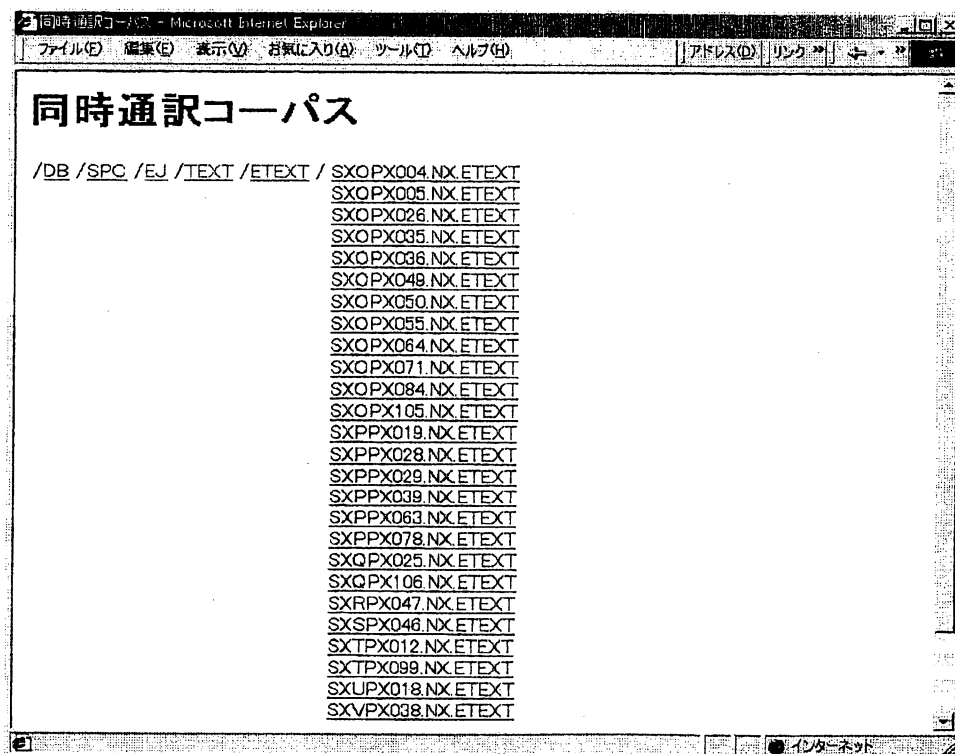 同時通訳コーパス - Microsoft Internet Explorer
ファイル(F) 編集(E) 表示(V) お気に入り(A) ツール(T) ヘルプ(H) アドレス(D) リンク »
同時通訳コーパス
/DB /SPC /EJ /TEXT /ETEXT / SXOPX004.NX.ETEXT
SXOPX005.NX.ETEXT
SXOPX026.NX.ETEXT
SXOPX035.NX.ETEXT
SXOPX036.NX.ETEXT
SXOPX049.NX.ETEXT
SXOPX050.NX.ETEXT
SXOPX055.NX.ETEXT
SXOPX064.NX.ETEXT
SXOPX071.NX.ETEXT
SXOPX084.NX.ETEXT
SXOPX105.NX.ETEXT
SXPPX019.NX.ETEXT
SXPPX028.NX.ETEXT
SXPPX029.NX.ETEXT
SXPPX039.NX.ETEXT
SXPPX063.NX.ETEXT
SXPPX078.NX.ETEXT
SXQPX025.NX.ETEXT
SXQPX106.NX.ETEXT
SXRPX047.NX.ETEXT
SXSPX046.NX.ETEXT
SXTPX012.NX.ETEXT
SXTPX099.NX.ETEXT
SXUPX018.NX.ETEXT
SXVPX038.NX.ETEXT
インターネット